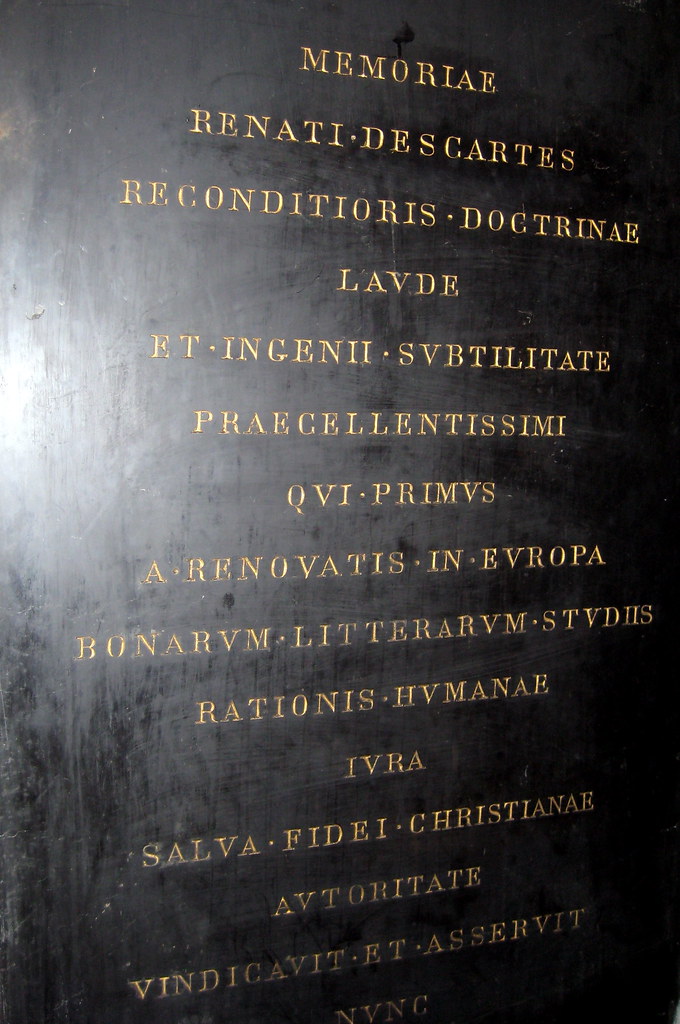 MEMORIAE
RENATI·DESCARTES
RECONDITIORIS·DOCTRINAE
LAVDE
ET·INGENII·SVBTILITATE
PRAECELLENTISSIMI
QVI·PRIMVS
A·RENOVATIS·IN·EVROPA
BONARVM·LITTERARVM·STVDIIS
RATIONIS·HVMANAE
IVRA
SALVA·FIDEI·CHRISTIANAE
AVTORITATE
VINDICAVIT·ET·ASSERVIT
NVNC